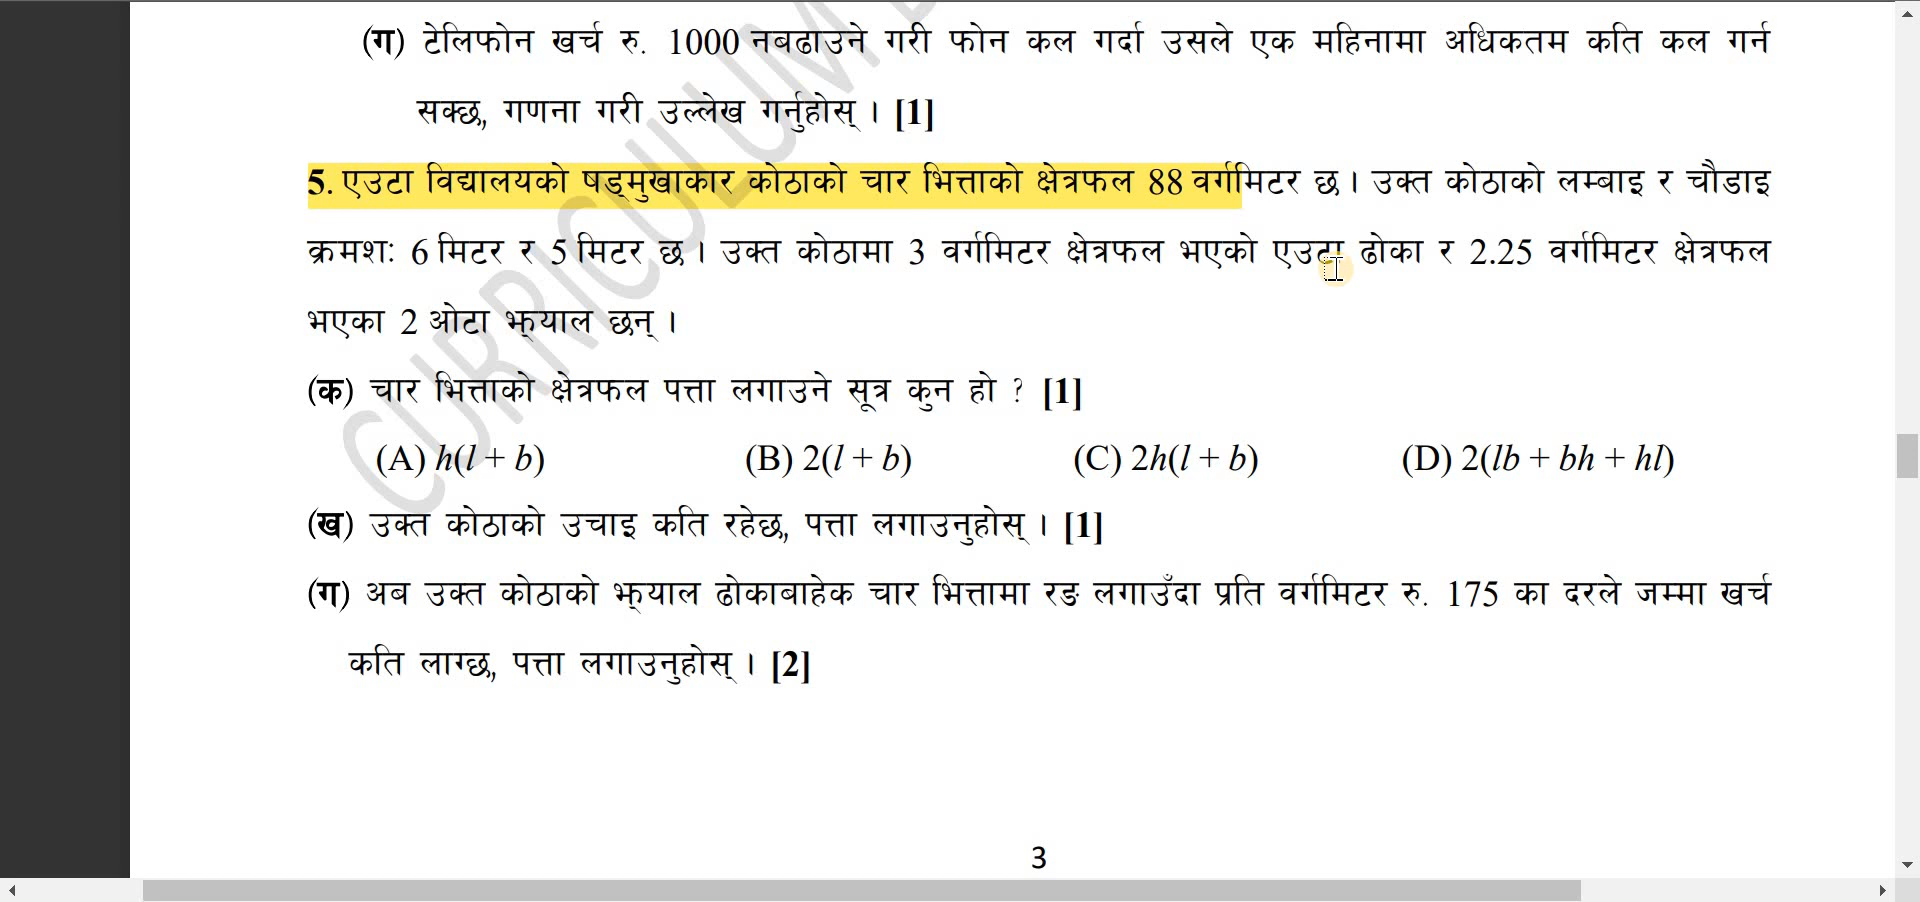 (ग) टेलिफोन खर्च रु. 1000 नबढाउने गरी फोन कल गर्दा उसले एक महिनामा अधिकतम कति कल गर्न
सक्छ, गणना गरी उल्लेख गर्नुहोस् । [1]
5. एउटा विद्यालयको षड्मुखाकार कोठाको चार भित्ताको क्षेत्रफल 88 वर्गमिटर छ । उक्त कोठाको लम्बाइ र चौडाइ
क्रमशः 6 मिटर र 5 मिटर छ । उक्त कोठामा 3 वर्गमिटर क्षेत्रफल भएको एउटा ढोका र 2.25 वर्गमिटर क्षेत्रफल
भएका 2 ओटा झ्याल छन् ।
(क) चार भित्ताको क्षेत्रफल पत्ता लगाउने सूत्र कुन हो ? [1]
(A) h(l + b) (B) 2(l + b) (C) 2h(l + b) (D) 2(lb + bh + hl)
(ख) उक्त कोठाको उचाइ कति रहेछ, पत्ता लगाउनुहोस् । [1]
(ग) अब उक्त कोठाको झ्याल ढोकाबाहेक चार भित्तामा रङ लगाउँदा प्रति वर्गमिटर रु. 175 का दरले जम्मा खर्च
कति लाग्छ, पत्ता लगाउनुहोस् । [2]
3
CURRICULUM